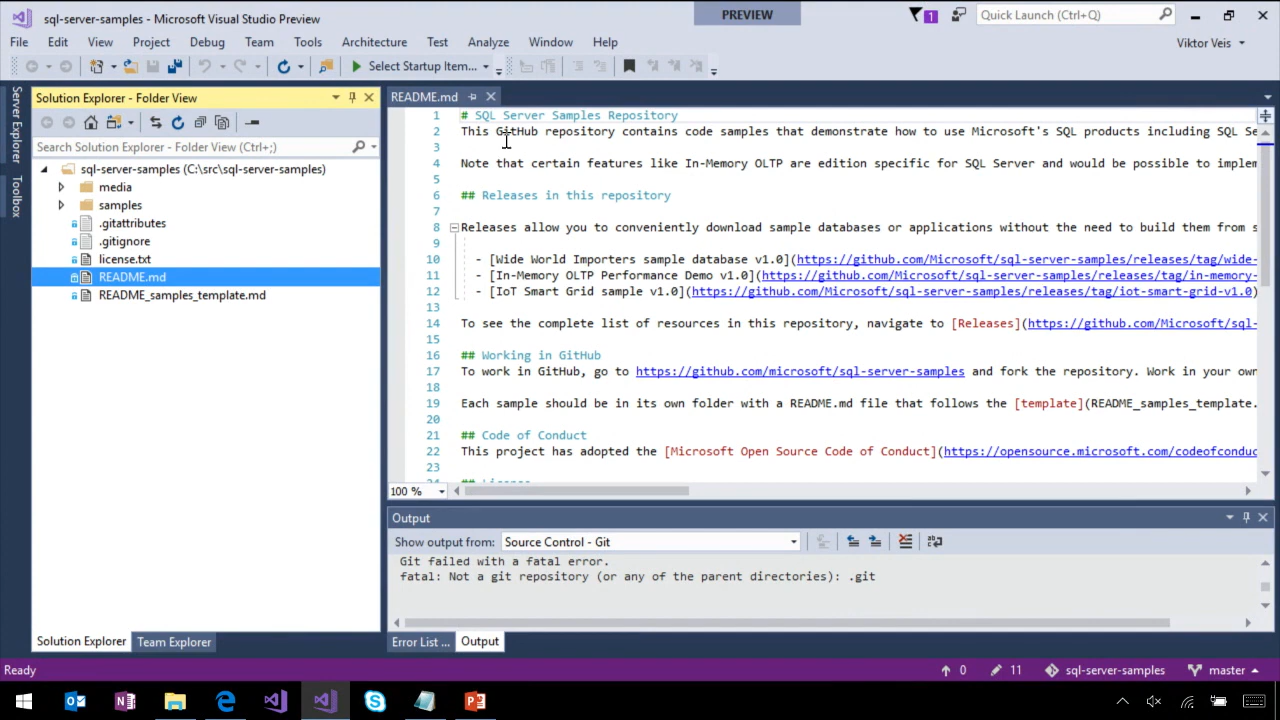 sql-server-samples - Microsoft Visual Studio Preview
PREVIEW
1
Quick Launch (Ctrl+Q)
File Edit View Project Build Debug Team Tools Architecture Test Analyze Window Help
Viktor Veis
Select Startup Item...
Server Explorer
Toolbox
Solution Explorer - Folder View
Search Solution Explorer - Folder View (Ctrl+;)
sql-server-samples (C:\src\sql-server-samples)
media
samples
.gitattributes
.gitignore
license.txt
README.md
README_samples_template.md
Solution Explorer
Team Explorer
README.md
1 # SQL Server Samples Repository
2 This GitHub repository contains code samples that demonstrate how to use Microsoft's SQL products including SQL Se
3
4 Note that certain features like In-Memory OLTP are edition specific for SQL Server and would be possible to implem
5
6 ## Releases in this repository
7
8 Releases allow you to conveniently download sample databases or applications without the need to build them from s
9
10 - [Wide World Importers sample database v1.0](https://github.com/Microsoft/sql-server-samples/releases/tag/wide-
11 - [In-Memory OLTP Performance Demo v1.0](https://github.com/Microsoft/sql-server-samples/releases/tag/in-memory-
12 - [IoT Smart Grid sample v1.0](https://github.com/Microsoft/sql-server-samples/releases/tag/iot-smart-grid-v1.0)
13
14 To see the complete list of resources in this repository, navigate to [Releases](https://github.com/Microsoft/sql-
15
16 ## Working in GitHub
17 To work in GitHub, go to https://github.com/microsoft/sql-server-samples and fork the repository. Work in your own
18
19 Each sample should be in its own folder with a README.md file that follows the [template](README_samples_template.
20
21 ## Code of Conduct
22 This project has adopted the [Microsoft Open Source Code of Conduct](https://opensource.microsoft.com/codeofconduc
23
24 ## License
100 %
Output
Show output from: Source Control - Git
Git failed with a fatal error.
fatal: Not a git repository (or any of the parent directories): .git
Error List ...
Output
Ready
0
11
sql-server-samples
master